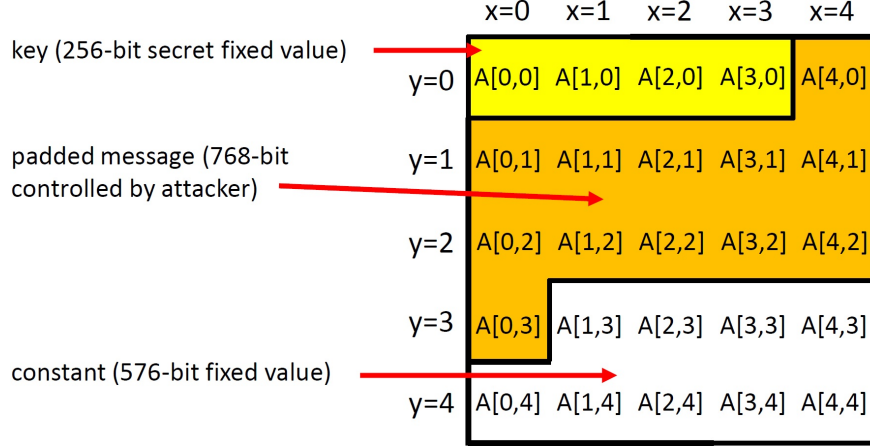 x=0 x=1 x=2 x=3 x=4
key (256-bit secret fixed value)
y=0 A[0,0] A[1,0] A[2,0] A[3,0] A[4,0]
padded message (768-bit
controlled by attacker)
y=1 A[0,1] A[1,1] A[2,1] A[3,1] A[4,1]
y=2 A[0,2] A[1,2] A[2,2] A[3,2] A[4,2]
y=3 A[0,3] A[1,3] A[2,3] A[3,3] A[4,3]
constant (576-bit fixed value)
y=4 A[0,4] A[1,4] A[2,4] A[3,4] A[4,4]